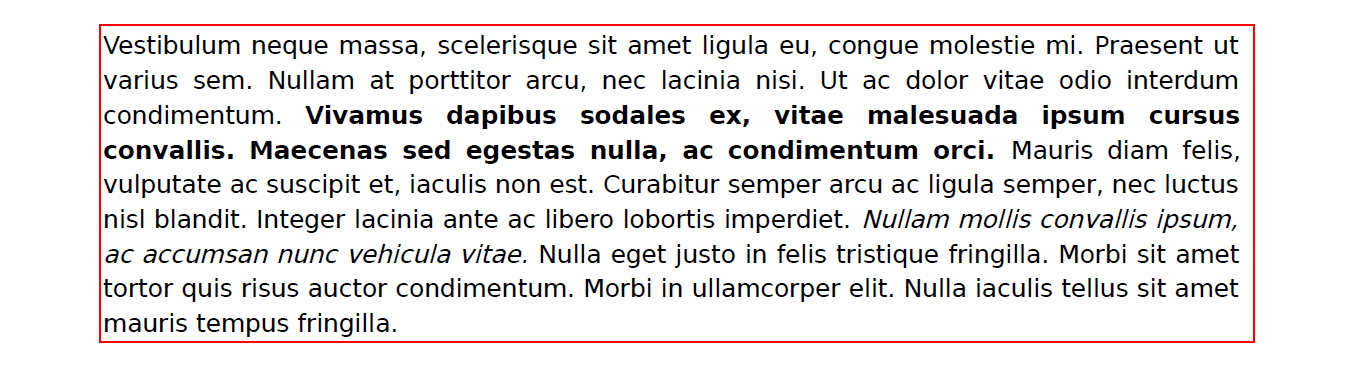 Vestibulum neque massa, scelerisque sit amet ligula eu, congue molestie mi. Praesent ut
varius sem. Nullam at porttitor arcu, nec lacinia nisi. Ut ac dolor vitae odio interdum
condimentum. Vivamus dapibus sodales ex, vitae malesuada ipsum cursus
convallis. Maecenas sed egestas nulla, ac condimentum orci. Mauris diam felis,
vulputate ac suscipit et, iaculis non est. Curabitur semper arcu ac ligula semper, nec luctus
nisl blandit. Integer lacinia ante ac libero lobortis imperdiet. Nullam mollis convallis ipsum,
ac accumsan nunc vehicula vitae. Nulla eget justo in felis tristique fringilla. Morbi sit amet
tortor quis risus auctor condimentum. Morbi in ullamcorper elit. Nulla iaculis tellus sit amet
mauris tempus fringilla.